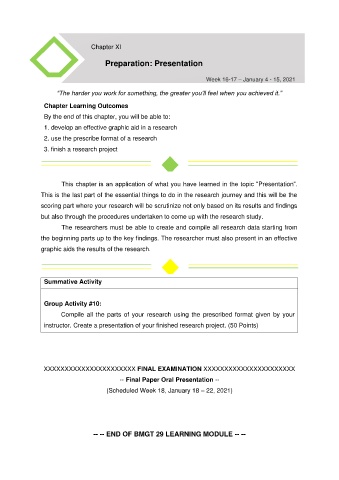 Chapter XI
Preparation: Presentation
Week 16-17 – January 4 - 15, 2021
"The harder you work for something, the greater you'll feel when you achieved it."
Chapter Learning Outcomes
By the end of this chapter, you will be able to:
1. develop an effective graphic aid in a research
2. use the prescribe format of a research
3. finish a research project
This chapter is an application of what you have learned in the topic "Presentation".
This is the last part of the essential things to do in the research journey and this will be the
scoring part where your research will be scrutinize not only based on its results and findings
but also through the procedures undertaken to come up with the research study.
The researchers must be able to create and compile all research data starting from
the beginning parts up to the key findings. The researcher must also present in an effective
graphic aids the results of the research.
Summative Activity
Group Activity #10:
Compile all the parts of your research using the prescribed format given by your
instructor. Create a presentation of your finished research project. (50 Points)
XXXXXXXXXXXXXXXXXXXXXX FINAL EXAMINATION XXXXXXXXXXXXXXXXXXXXXX
-- Final Paper Oral Presentation --
(Scheduled Week 18, January 18 – 22, 2021)
-- -- END OF BMGT 29 LEARNING MODULE -- --